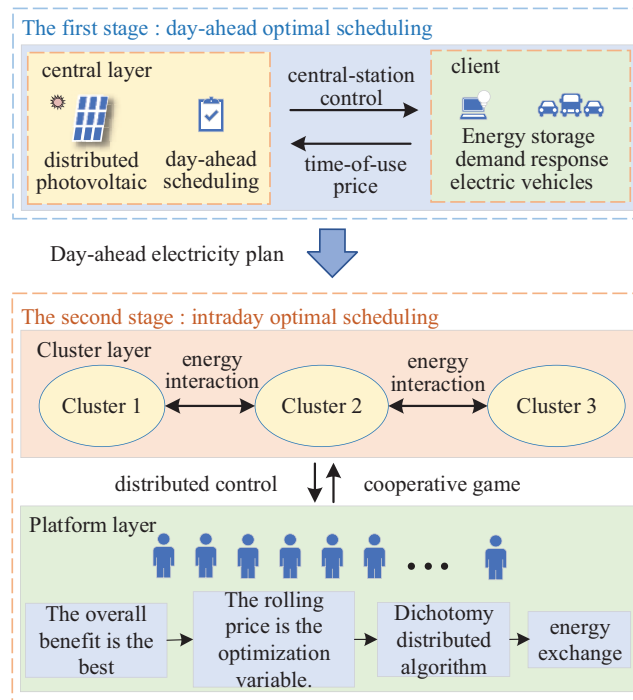 The first stage : day-ahead optimal scheduling
central layer
distributed
photovoltaic
day-ahead
scheduling
central-station
control
time-of-use
price
client
Energy storage
demand response
electric vehicles
Day-ahead electricity plan
The second stage : intraday optimal scheduling
Cluster layer
energy
interaction
energy
interaction
Cluster 1
Cluster 2
Cluster 3
distributed control
cooperative game
Platform layer
The overall
benefit is the
best
The rolling
price is the
optimization
variable.
Dichotomy
distributed
algorithm
energy
exchange